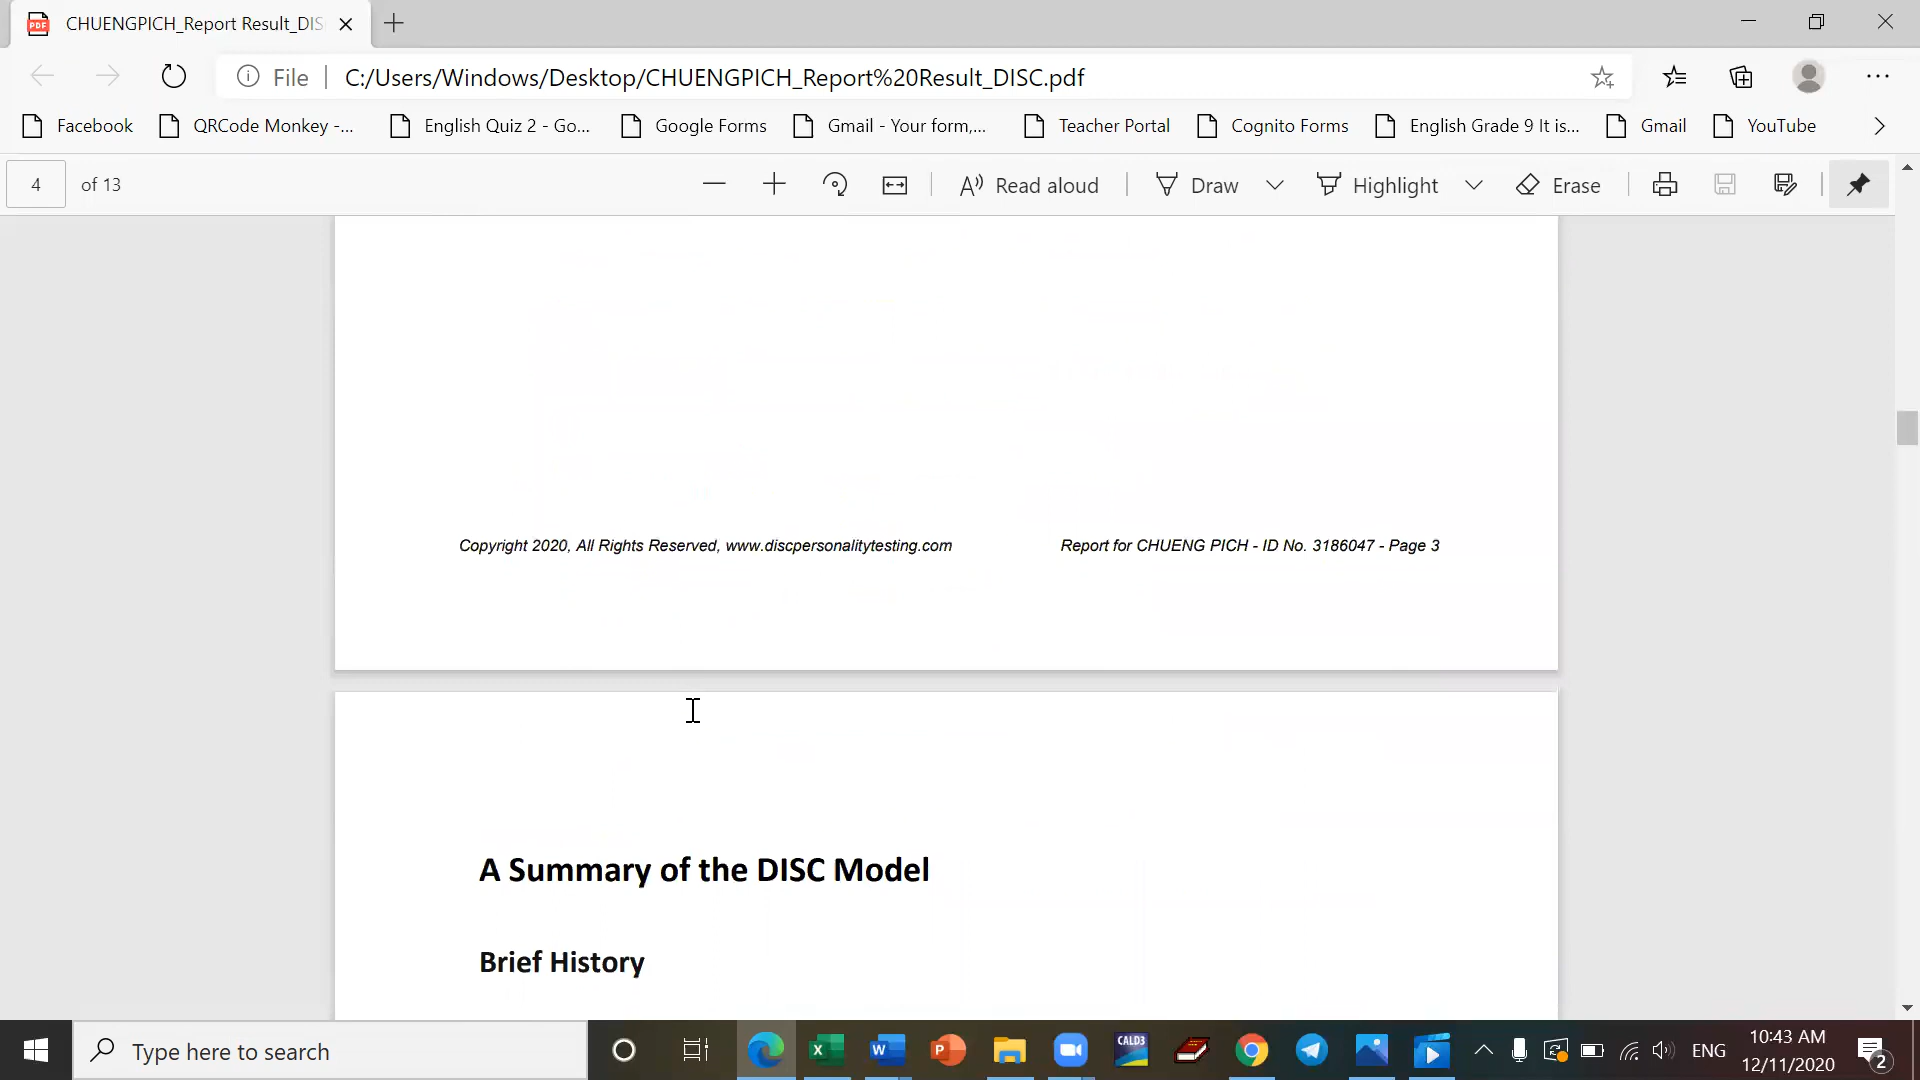 CHUENGPICH_Report Result_DIS
File
C:/Users/Windows/Desktop/CHUENGPICH_Report%20Result_DISC.pdf
Facebook
QRCode Monkey -...
English Quiz 2 - Go...
Google Forms
Gmail - Your form,...
Teacher Portal
Cognito Forms
English Grade 9 It is...
Gmail
YouTube
4 of 13
Read aloud
Draw
Highlight
Erase
Copyright 2020, All Rights Reserved, www.discpersonalitytesting.com
Report for CHUENG PICH - ID No. 3186047 - Page 3
A Summary of the DISC Model
Brief History
Type here to search
CALD3
ENG
10:43 AM
12/11/2020
2